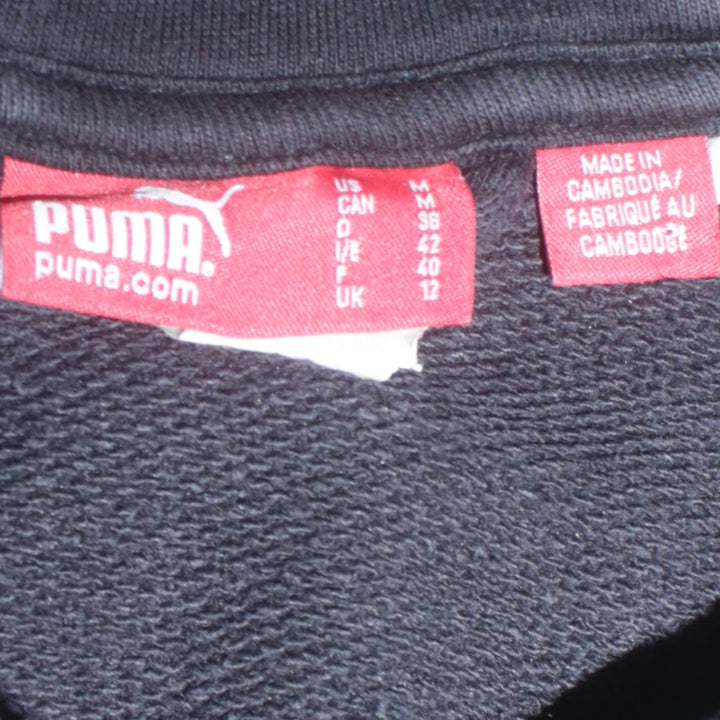 PUMA
puma.com
US M
CAN M
D 38
I/E 42
F 40
UK 12
MADE IN
CAMBODIA/
FABRIQUÉ AU
CAMBODGE